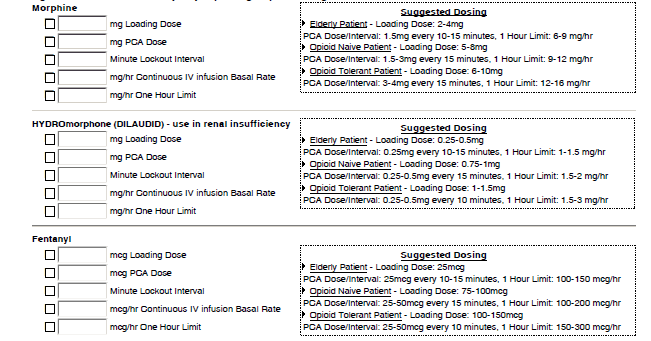 Morphine
mg Loading Dose
mg PCA Dose
Minute Lockout Interval
mg/hr Continuous IV infusion Basal Rate
mg/hr One Hour Limit
Suggested Dosing
Elderly Patient - Loading Dose: 2-4mg
PCA Dose/Interval: 1.5mg every 10-15 minutes, 1 Hour Limit: 6-9 mg/hr
Opioid Naive Patient - Loading Dose: 5-8mg
PCA Dose/Interval: 1.5-3mg every 15 minutes, 1 Hour Limit: 9-12 mg/hr
Opioid Tolerant Patient - Loading Dose: 6-10mg
PCA Dose/Interval: 3-4mg every 15 minutes, 1 Hour Limit: 12-16 mg/hr
HYDROmorphone (DILAUDID) - use in renal insufficiency
mg Loading Dose
mg PCA Dose
Minute Lockout Interval
mg/hr Continuous IV infusion Basal Rate
mg/hr One Hour Limit
Suggested Dosing
Elderly Patient - Loading Dose: 0.25-0.5mg
PCA Dose/Interval: 0.25mg every 10-15 minutes, 1 Hour Limit: 1-1.5 mg/hr
Opioid Naive Patient - Loading Dose: 0.75-1mg
PCA Dose/Interval: 0.25-0.5mg every 15 minutes, 1 Hour Limit: 1.5-2 mg/hr
Opioid Tolerant Patient - Loading Dose: 1-1.5mg
PCA Dose/Interval: 0.25-0.5mg every 10 minutes, 1 Hour Limit: 1.5-3 mg/hr
Fentanyl
mcg Loading Dose
mcg PCA Dose
Minute Lockout Interval
mcg/hr Continuous IV infusion Basal Rate
mcg/hr One Hour Limit
Suggested Dosing
Elderly Patient - Loading Dose: 25mcg
PCA Dose/Interval: 25mcg every 10-15 minutes, 1 Hour Limit: 100-150 mcg/hr
Opioid Naive Patient - Loading Dose: 75-100mcg
PCA Dose/Interval: 25-50mcg every 15 minutes, 1 Hour Limit: 100-200 mcg/hr
Opioid Tolerant Patient - Loading Dose: 100-150mcg
PCA Dose/Interval: 25-50mcg every 10 minutes, 1 Hour Limit: 150-300 mcg/hr